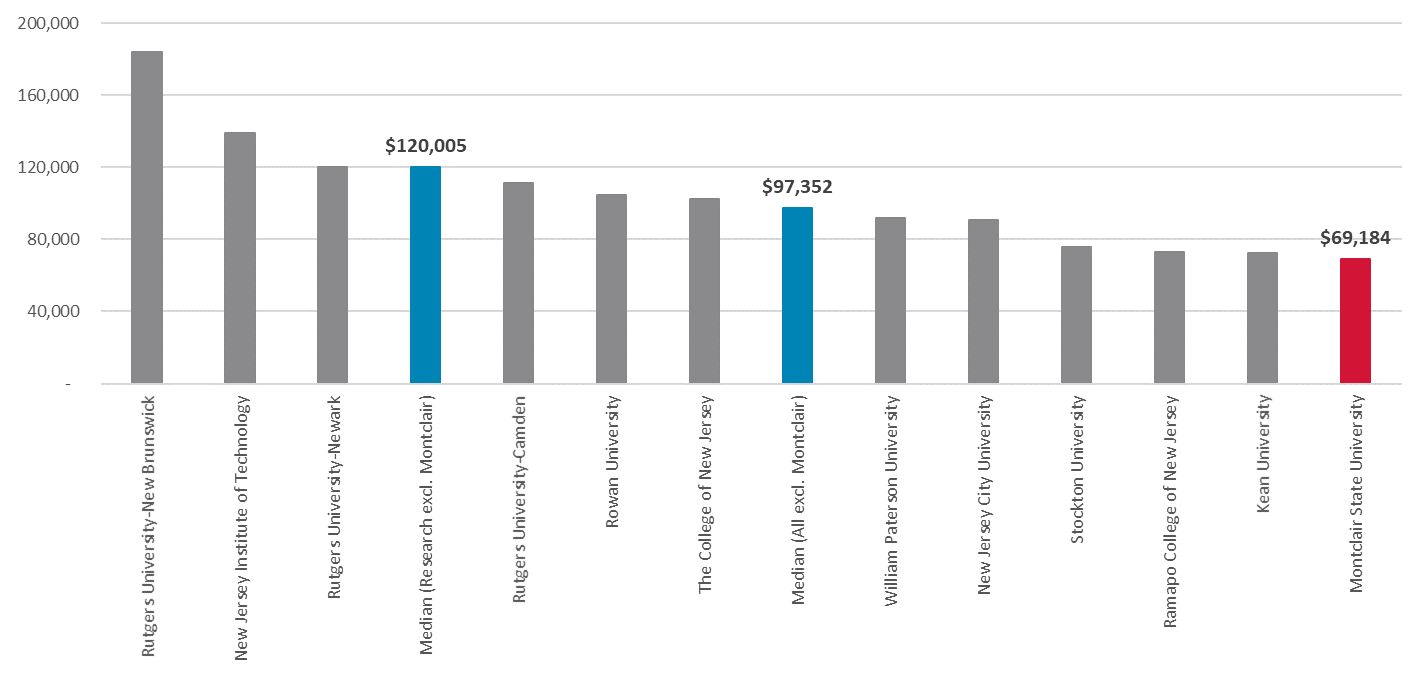 200,000
160,000
120,000
80,000
40,000
-
$120,005
$97,352
$69,184
Rutgers University-New Brunswick
New Jersey Institute of Technology
Rutgers University-Newark
Median (Research excl. Montclair)
Rutgers University-Camden
Rowan University
The College of New Jersey
Median (All excl. Montclair)
William Paterson University
New Jersey City University
Stockton University
Ramapo College of New Jersey
Kean University
Montclair State University